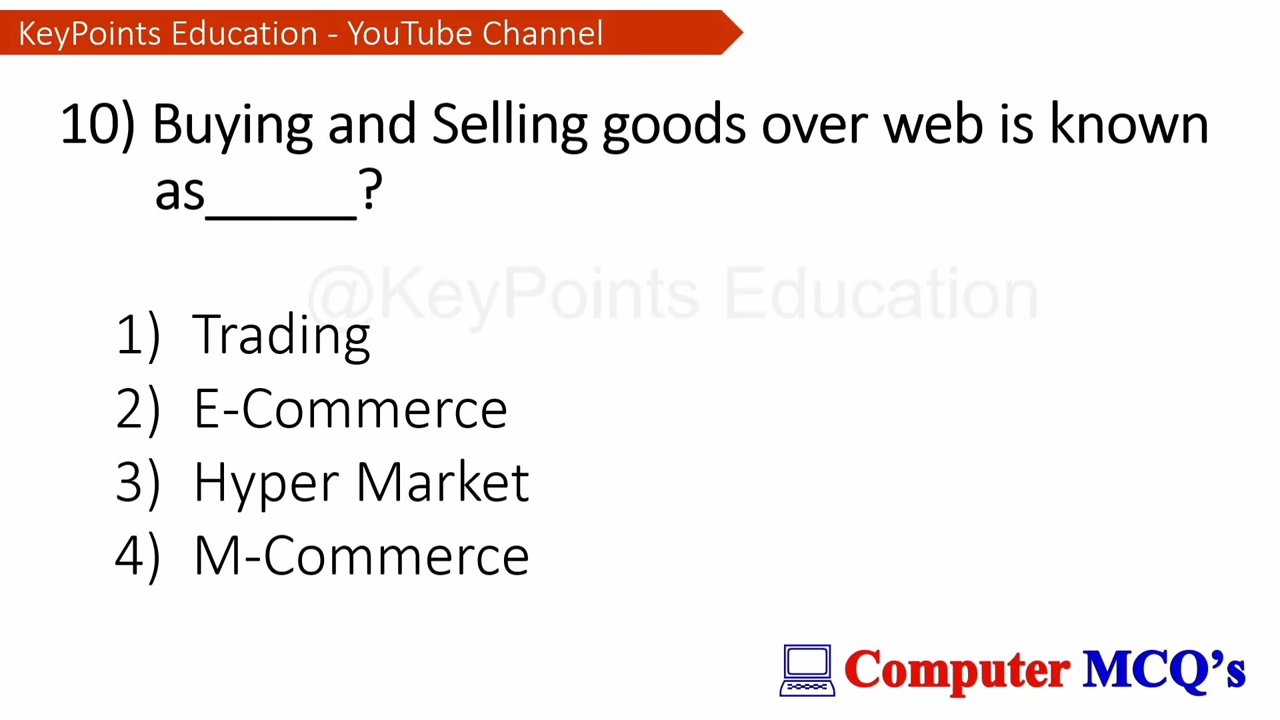 KeyPoints Education - YouTube Channel
10) Buying and Selling goods over web is known
as_____?
@KeyPoints Education
1) Trading
2) E-Commerce
3) Hyper Market
4) M-Commerce
Computer MCQ’s